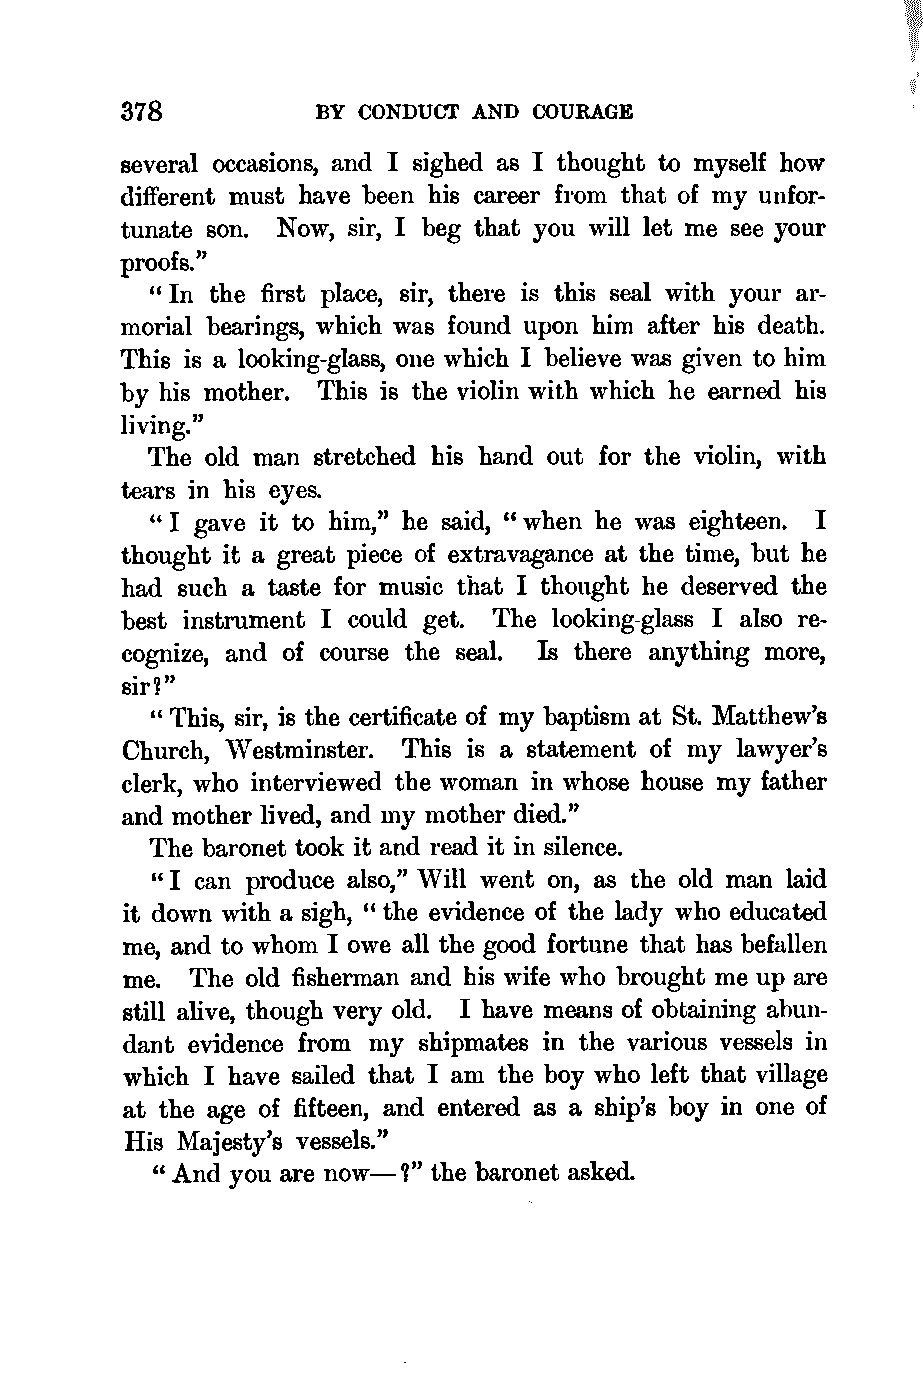 378 BY CONDUCT AND COURAGE
several occasions, and I sighed as I thought to myself how
different must have been his career from that of my unfor-
tunate son. Now, sir, I beg that you will let me see your
proofs."
"In the first place, sir, there is this seal with your ar-
morial bearings, which was found upon him after his death.
This is a looking-glass, one which I believe was given to him
by his mother. This is the violin with which he earned his
living."
The old man stretched his hand out for the violin, with
tears in his eyes.
"I gave it to him," he said, "when he was eighteen. I
thought it a great piece of extravagance at the time, but he
had such a taste for music that I thought he deserved the
best instrument I could get. The looking-glass I also re-
cognize, and of course the seal. Is there anything more,
sir?"
"This, sir, is the certificate of my baptism at St. Matthew's
Church, Westminster. This is a statement of my lawyer's
clerk, who interviewed the woman in whose house my father
and mother lived, and my mother died."
The baronet took it and read it in silence.
"I can produce also," Will went on, as the old man laid
it down with a sigh, "the evidence of the lady who educated
me, and to whom I owe all the good fortune that has befallen
me. The old fisherman and his wife who brought me up are
still alive, though very old. I have means of obtaining abun-
dant evidence from my shipmates in the various vessels in
which I have sailed that I am the boy who left that village
at the age of fifteen, and entered as a ship's boy in one of
His Majesty's vessels."
"And you are now—?" the baronet asked.